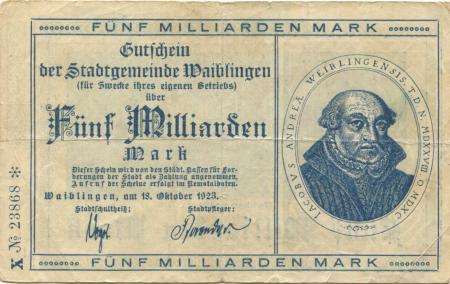 FÜNF MILLIARDEN MARK
Gutschein
der Stadtgemeinde Waiblingen
(für Zwecke ihres eigenen Betriebs)
über
Fünf Milliarden
Mark
Dieser Schein wird von den Städt. Kassen für For-
derungen der Stadt als Zahlung angenommen,
Aufruf der Scheine erfolgt im Remstalboten.
Waiblingen, am 18. Oktober 1923.
Stadtschultheiß: Stadtpfleger:
X № 23868 *
IACOBVS ANDREÆ WEIBLINGENSIS. T. D. N. MDXXVIII O. MDXC
FÜNF MILLIARDEN MARK